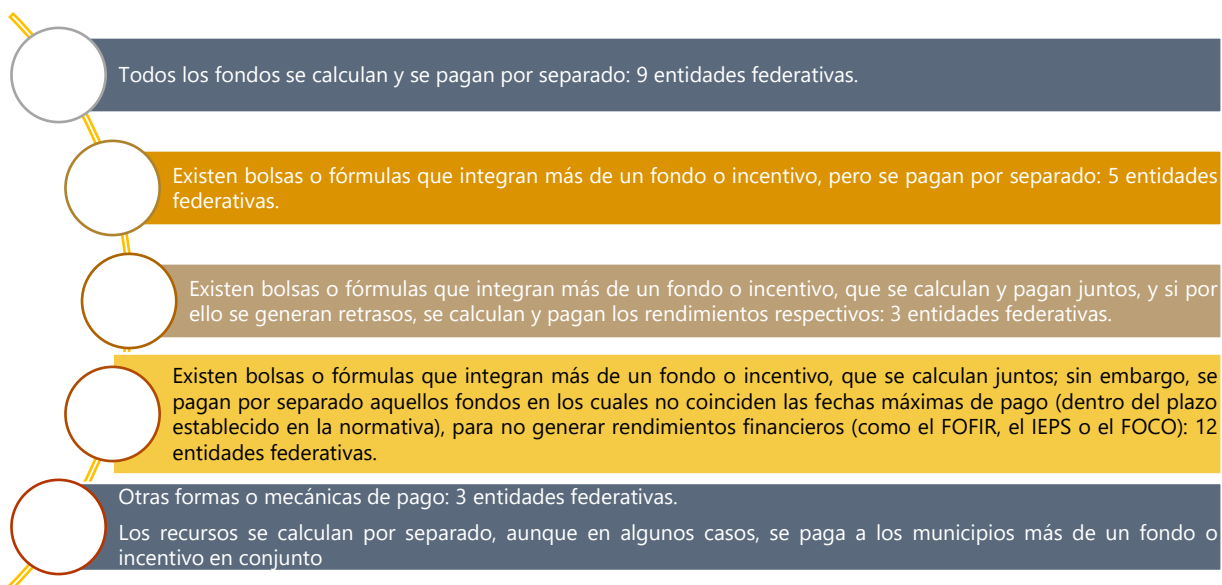 Todos los fondos se calculan y se pagan por separado: 9 entidades federativas.
Existen bolsas o fórmulas que integran más de un fondo o incentivo, pero se pagan por separado: 5 entidades
federativas.
Existen bolsas o fórmulas que integran más de un fondo o incentivo, que se calculan y pagan juntos, y si por
ello se generan retrasos, se calculan y pagan los rendimientos respectivos: 3 entidades federativas.
Existen bolsas o fórmulas que integran más de un fondo o incentivo, que se calculan juntos; sin embargo, se
pagan por separado aquellos fondos en los cuales no coinciden las fechas máximas de pago (dentro del plazo
establecido en la normativa), para no generar rendimientos financieros (como el FOFIR, el IEPS o el FOCO): 12
entidades federativas.
Otras formas o mecánicas de pago: 3 entidades federativas.
Los recursos se calculan por separado, aunque en algunos casos, se paga a los municipios más de un fondo o
incentivo en conjunto